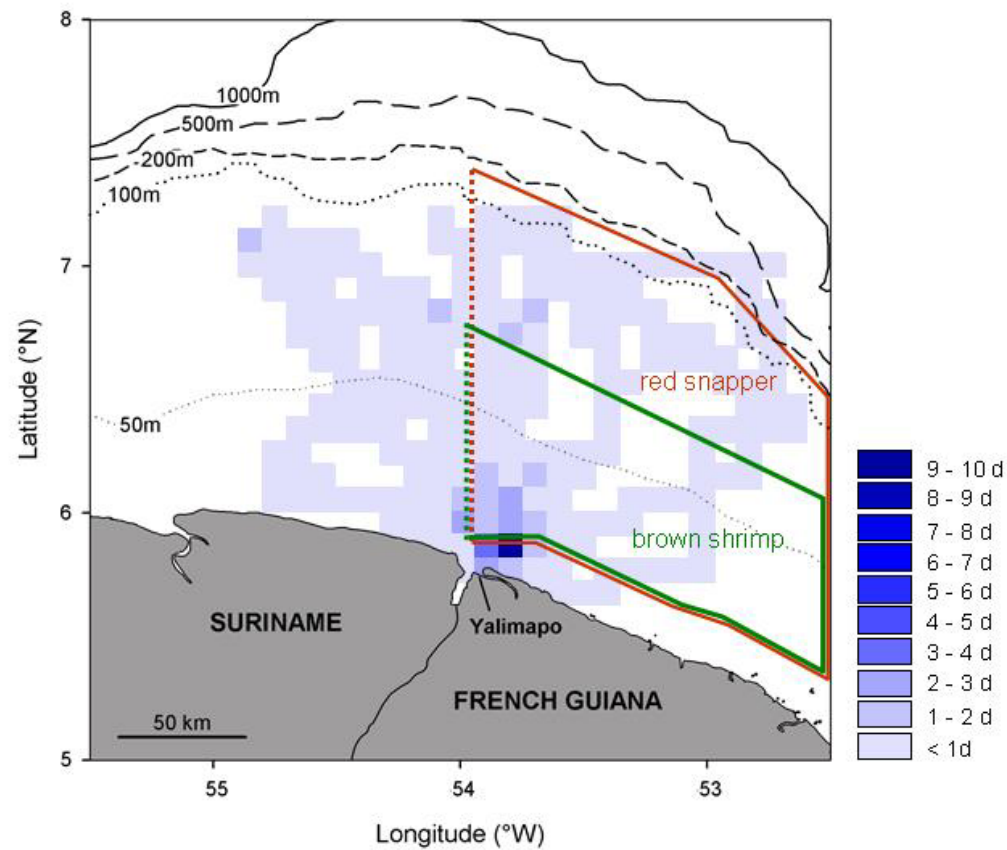 8
1000m
500m
200m
100m
7
red snapper
50m
Latitude (°N)
9 - 10 d
8 - 9 d
7 - 8 d
6 - 7 d
5 - 6 d
4 - 5 d
3 - 4 d
2 - 3 d
1 - 2 d
< 1d
6
brown shrimp
SURINAME
Yalimapo
FRENCH GUIANA
50 km
5
55
54
53
Longitude (°W)